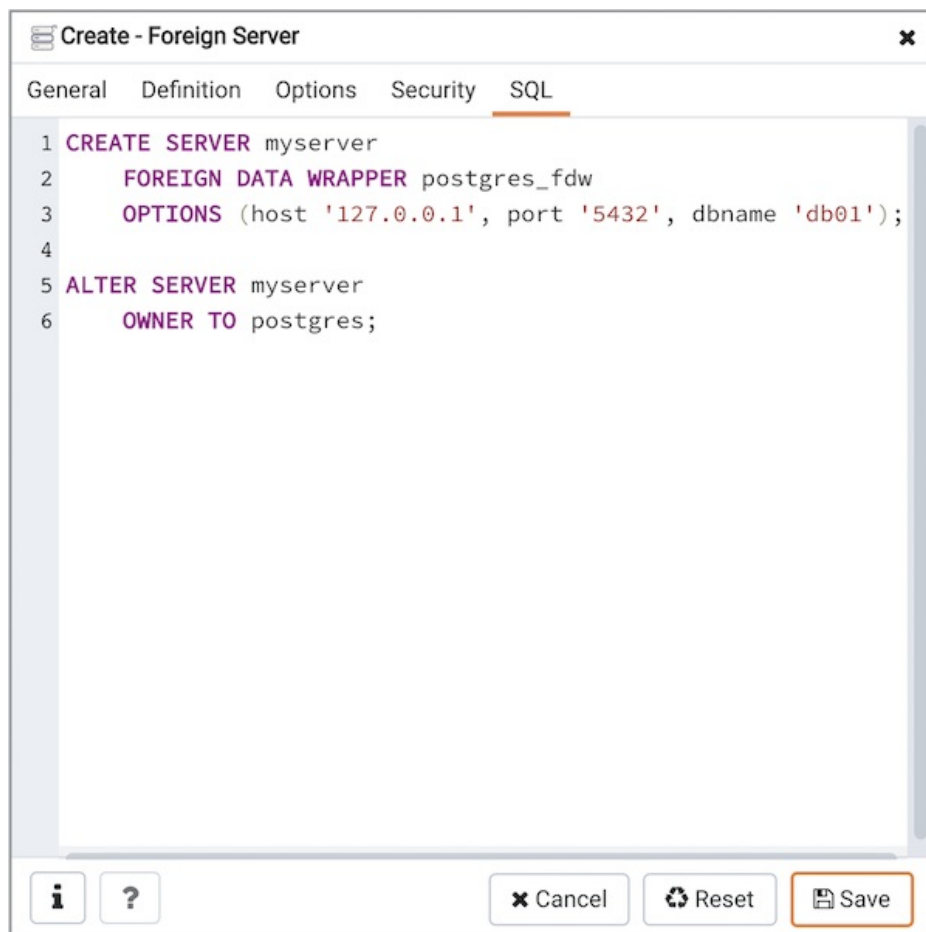 Create - Foreign Server
General Definition Options Security SQL
1 CREATE SERVER myserver
2 FOREIGN DATA WRAPPER postgres_fdw
3 OPTIONS (host '127.0.0.1', port '5432', dbname 'db01');
4
5 ALTER SERVER myserver
6 OWNER TO postgres;
i ? Cancel Reset Save